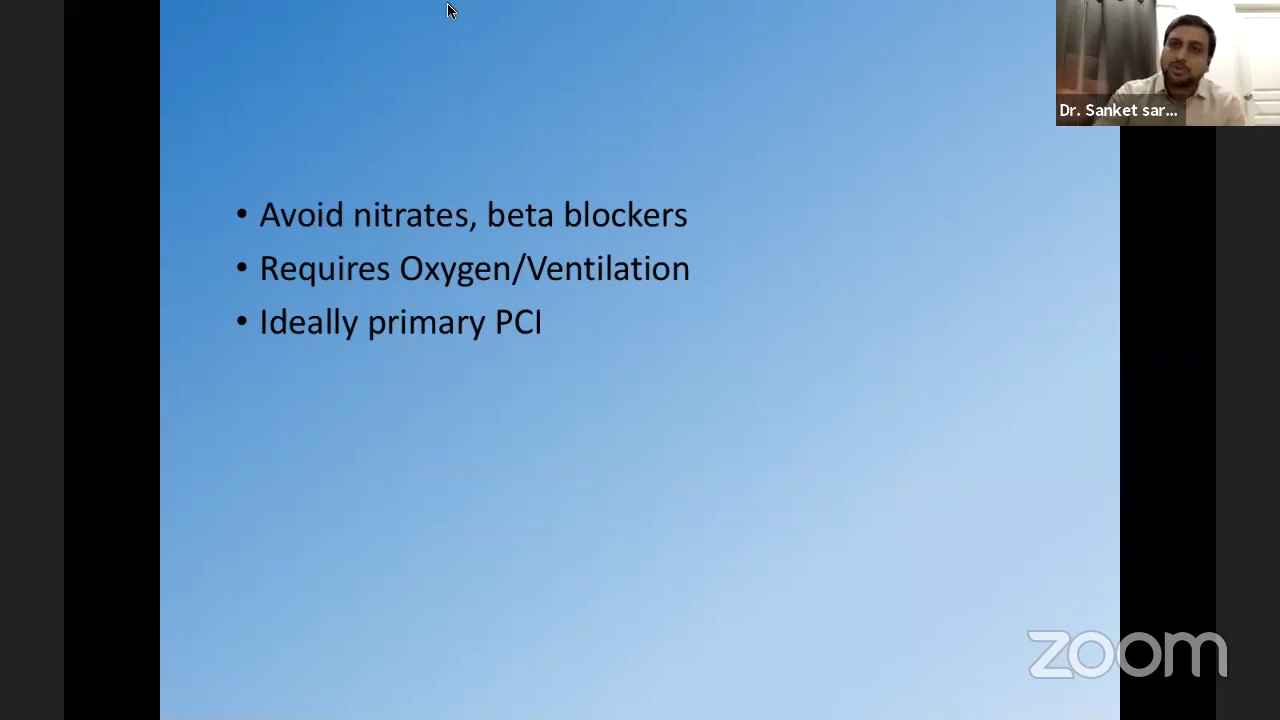 Dr. Sanket sar...
• Avoid nitrates, beta blockers
• Requires Oxygen/Ventilation
• Ideally primary PCI
zoom